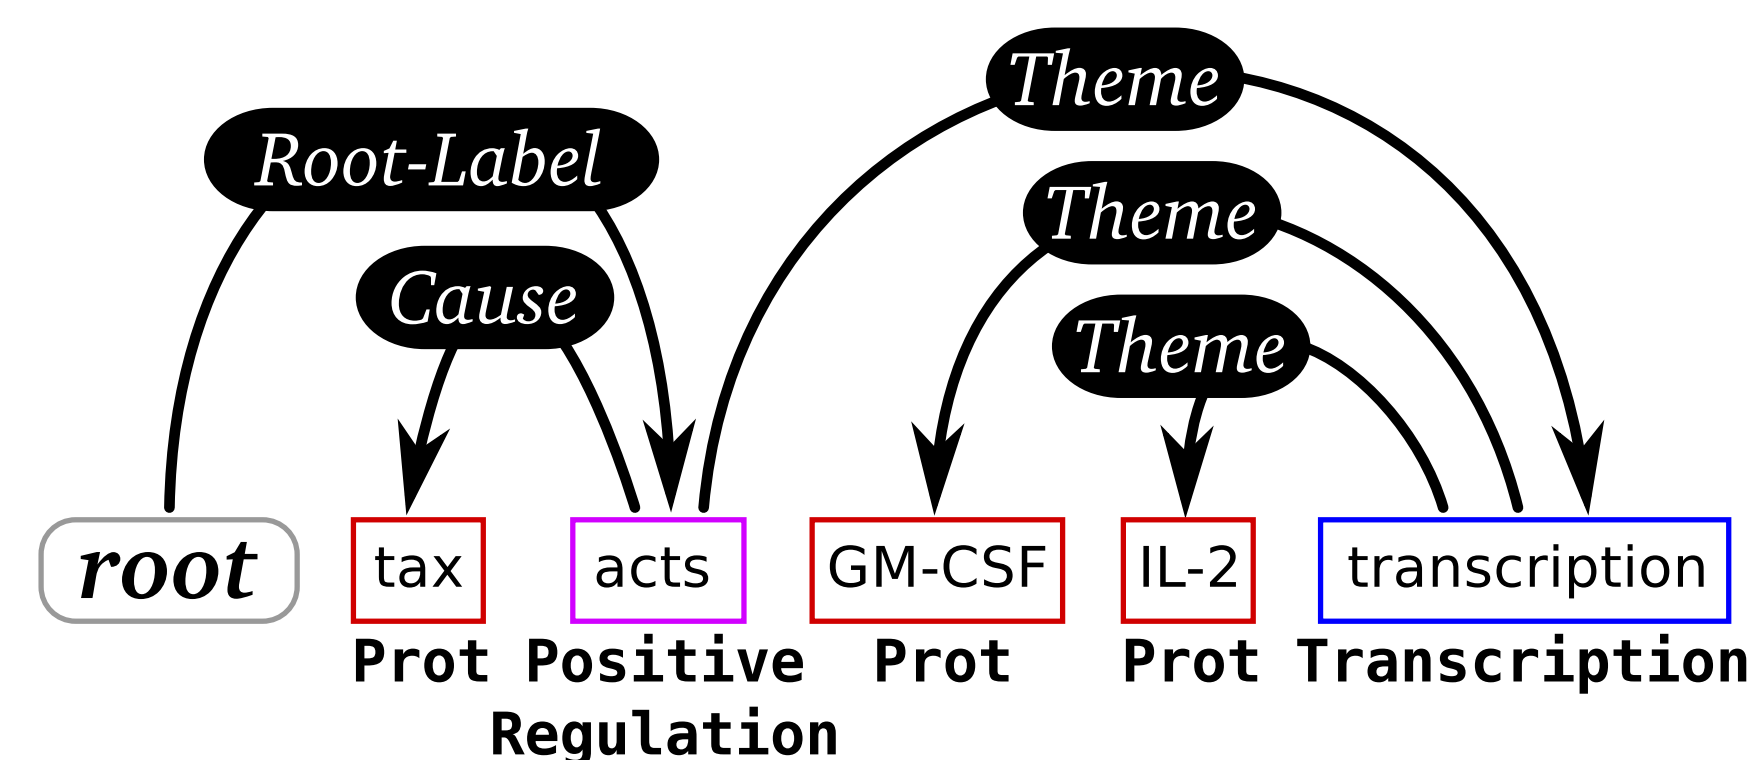 Theme
Root-Label
Theme
Cause
Theme
root tax acts GM-CSF IL-2 transcription
Prot Positive Prot Prot Transcription
Regulation